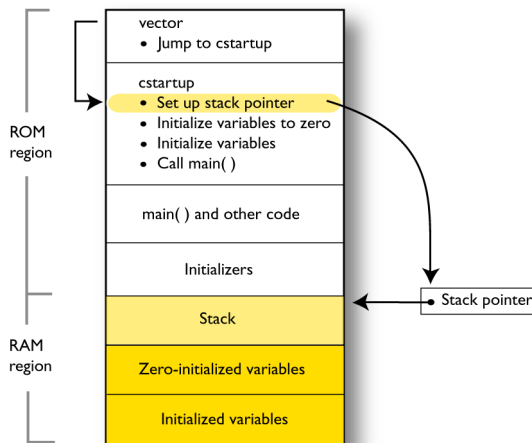 vector
• Jump to cstartup
cstartup
• Set up stack pointer
• Initialize variables to zero
• Initialize variables
• Call main( )
ROM
region
main( ) and other code
Initializers
Stack pointer
Stack
RAM
region
Zero-initialized variables
Initialized variables